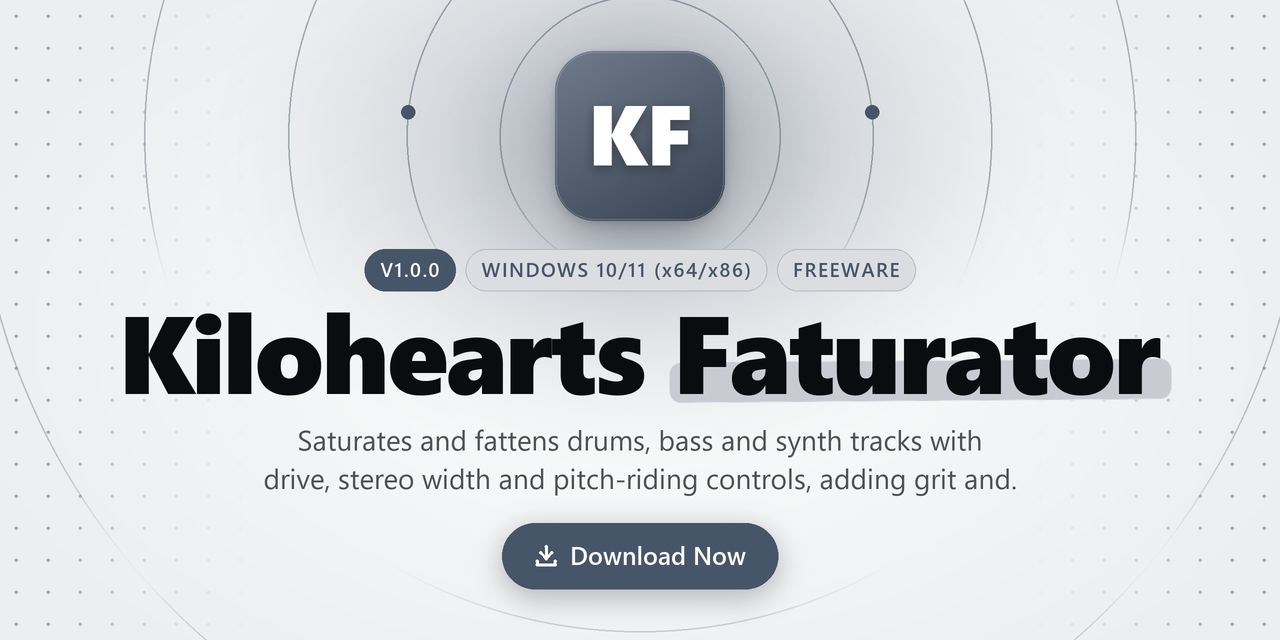 KF
V1.0.0
WINDOWS 10/11 (x64/x86)
FREEWARE
Kilohearts Faturator
Saturates and fattens drums, bass and synth tracks with
drive, stereo width and pitch-riding controls, adding grit and.
Download Now